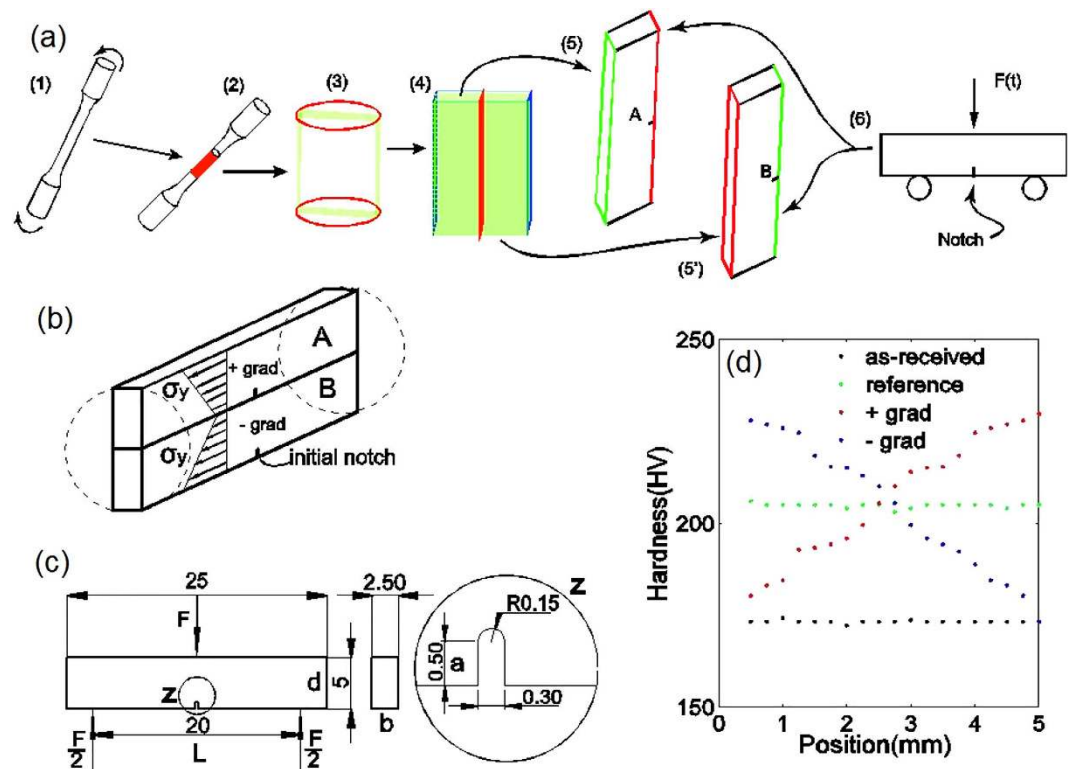 (a)
(1)
(2)
(3)
(4)
(5)
A
B
(5')
(6)
F(t)
Notch
(b)
A
+ grad
σy
B
- grad
σy
initial notch
(c)
25
2.50
F
z
d
5
20
L
F/2
F/2
b
z
R0.15
0.50
a
0.30
(d)
250
200
150
Hardness(HV)
as-received
reference
+ grad
- grad
0 1 2 3 4 5
Position(mm)